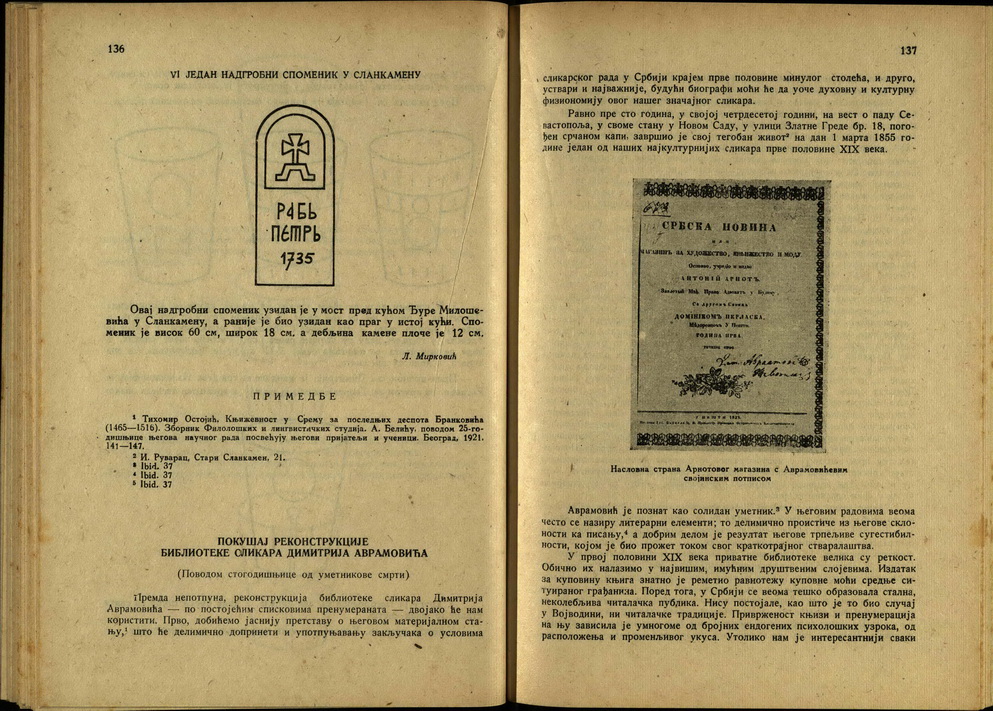 136
VI ЈЕДАН НАДГРОБНИ СПОМЕНИК У СЛАНКАМЕНУ
РАБЬ
ПЕТРЬ
1735
Овај надгробни споменик узидан је у мост пред кућом Ђуре Милоше-
вића у Сланкамену, а раније је био узидан као праг у истој кући. Спо-
меник је висок 60 см, широк 18 см. а дебљина камене плоче је 12 см.
Л. Мирковић
ПРИМЕДБЕ
¹ Тихомир Остојић, Књижевност у Срему за последњих деспота Бранковића
(1465—1516). Зборник Филолошких и лингвистичких студија. А. Белићу, поводом 25-го-
дишњице његова научног рада посвећују његови пријатељи и ученици. Београд, 1921.
141—147.
² И. Руварац, Стари Сланкамен, 21.
³ Ibid. 37
⁴ Ibid. 37
⁵ Ibid. 37
ПОКУШАЈ РЕКОНСТРУКЦИЈЕ
БИБЛИОТЕКЕ СЛИКАРА ДИМИТРИЈА АВРАМОВИЋА
(Поводом стогодишњице од уметникове смрти)
Премда непотпуна, реконструкција библиотеке сликара Димитрија
Аврамовића — по постојећим списковима пренумераната — двојако ће нам
користити. Прво, добићемо јаснију претставу о његовом материјалном ста-
њу,¹ што ће делимично допринети и употпуњавању закључака о условима
137
сликарског рада у Србији крајем прве половине минулог столећа, и друго,
уствари и најважније, будући биографи моћи ће да уоче духовну и културну
физиономију овог нашег значајног сликара.
Равно пре сто година, у својој четрдесетој години, на вест о паду Се-
вастопоља, у своме стану у Новом Саду, у улици Златне Греде бр. 18, пого-
ђен срчаном капи, завршио је свој тегобан живот² на дан 1 марта 1855 го-
дине један од наших најкултурнијих сликара прве половине XIX века.
СРБСКА НОВИНА
ИЛИ
МАГАЗИНЪ ЗА ХУДОЖЕСТВО, КНЬИЖЕСТВО И МОДУ
АНТОНІЙ АРНОТЪ.
ДОМІНІКОМЪ ПЕРЛАСКА,
ГОДИНА ПРВА
Насловна страна Арнотовог магазина с Аврамовићевим
својинским потписом
Аврамовић је познат као солидан уметник.³ У његовим радовима веома
често се назиру литерарни елементи; то делимично проистиче из његове скло-
ности ка писању,⁴ а добрим делом је резултат његове трпељиве сугестибил-
ности, којом је био прожет током свог краткотрајног стваралаштва.
У првој половини XIX века приватне библиотеке велика су реткост.
Обично их налазимо у највишим, имућним друштвеним слојевима. Издатак
за куповину књига знатно је реметио равнотежу куповне моћи средње си-
туираног грађанина. Поред тога, у Србији се веома тешко образовала стална,
неколебљива читалачка публика. Нису постојале, као што је то био случај
у Војводини, ни читалачке традиције. Приврженост књизи и пренумерација
на њу зависила је умногоме од бројних ендогених психолошких узрока, од
расположења и променљивог укуса. Утолико нам је интересантнији сваки